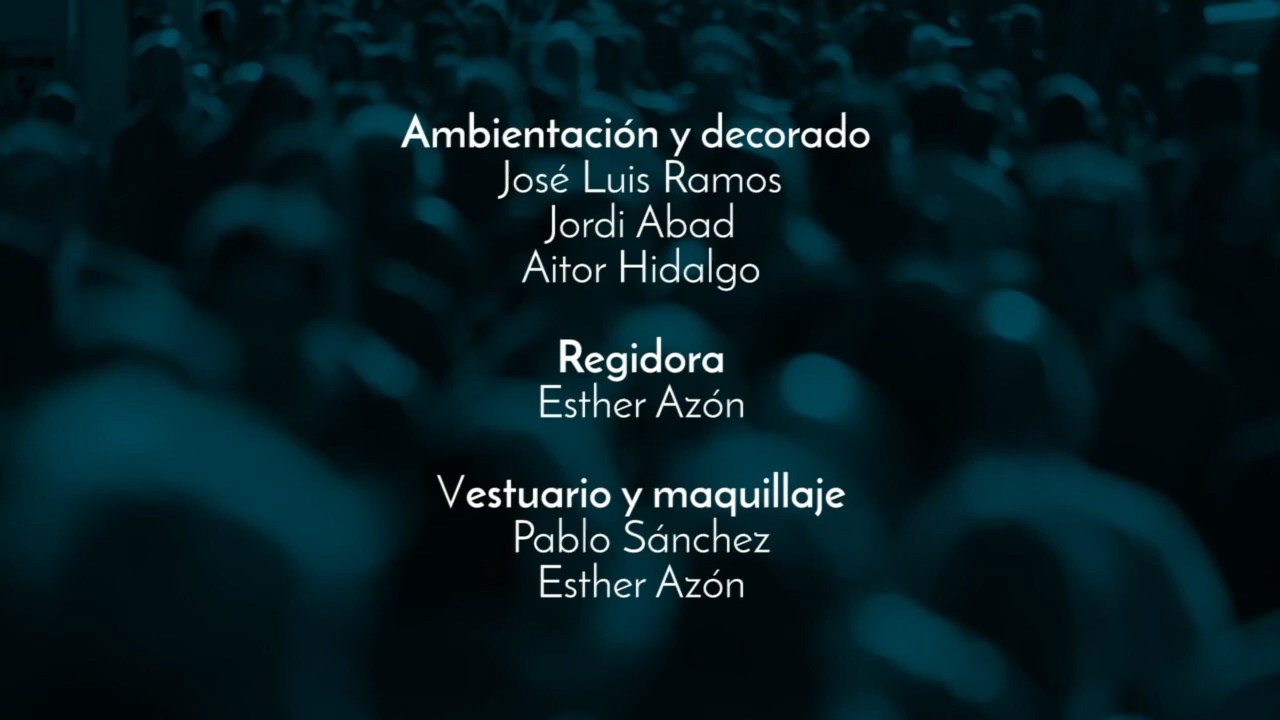 Ambientación y decorado
José Luis Ramos
Jordi Abad
Aitor Hidalgo
Regidora
Esther Azón
Vestuario y maquillaje
Pablo Sánchez
Esther Azón